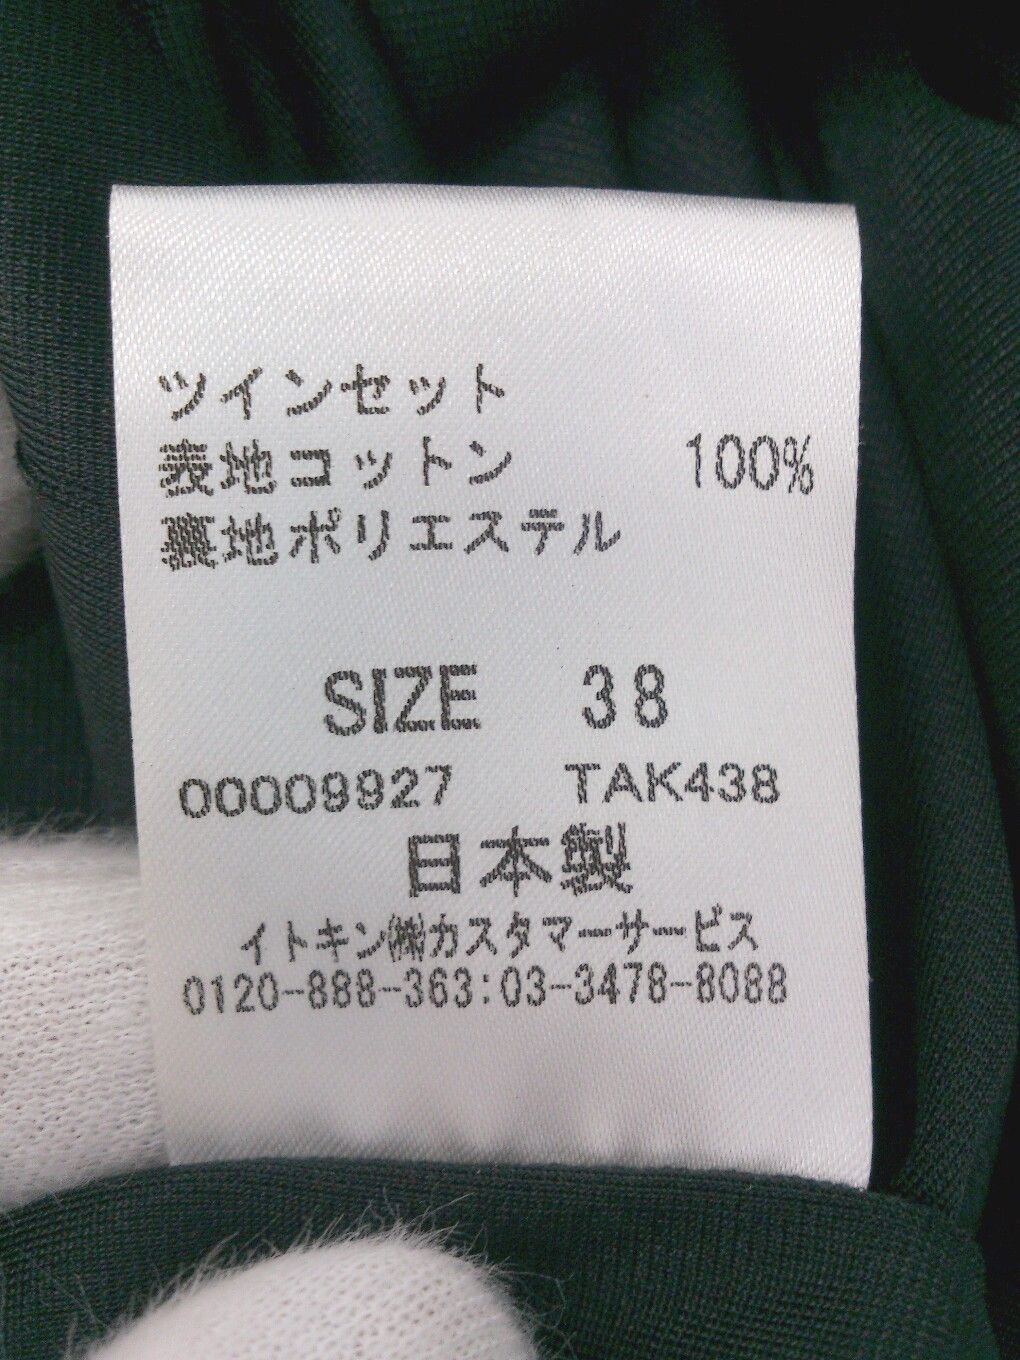 ツインセット
表地コットン 100%
裏地ポリエステル
SIZE 38
00009927 TAK438
日本製
イトキン㈱カスタマーサービス
0120-888-363:03-3478-8088